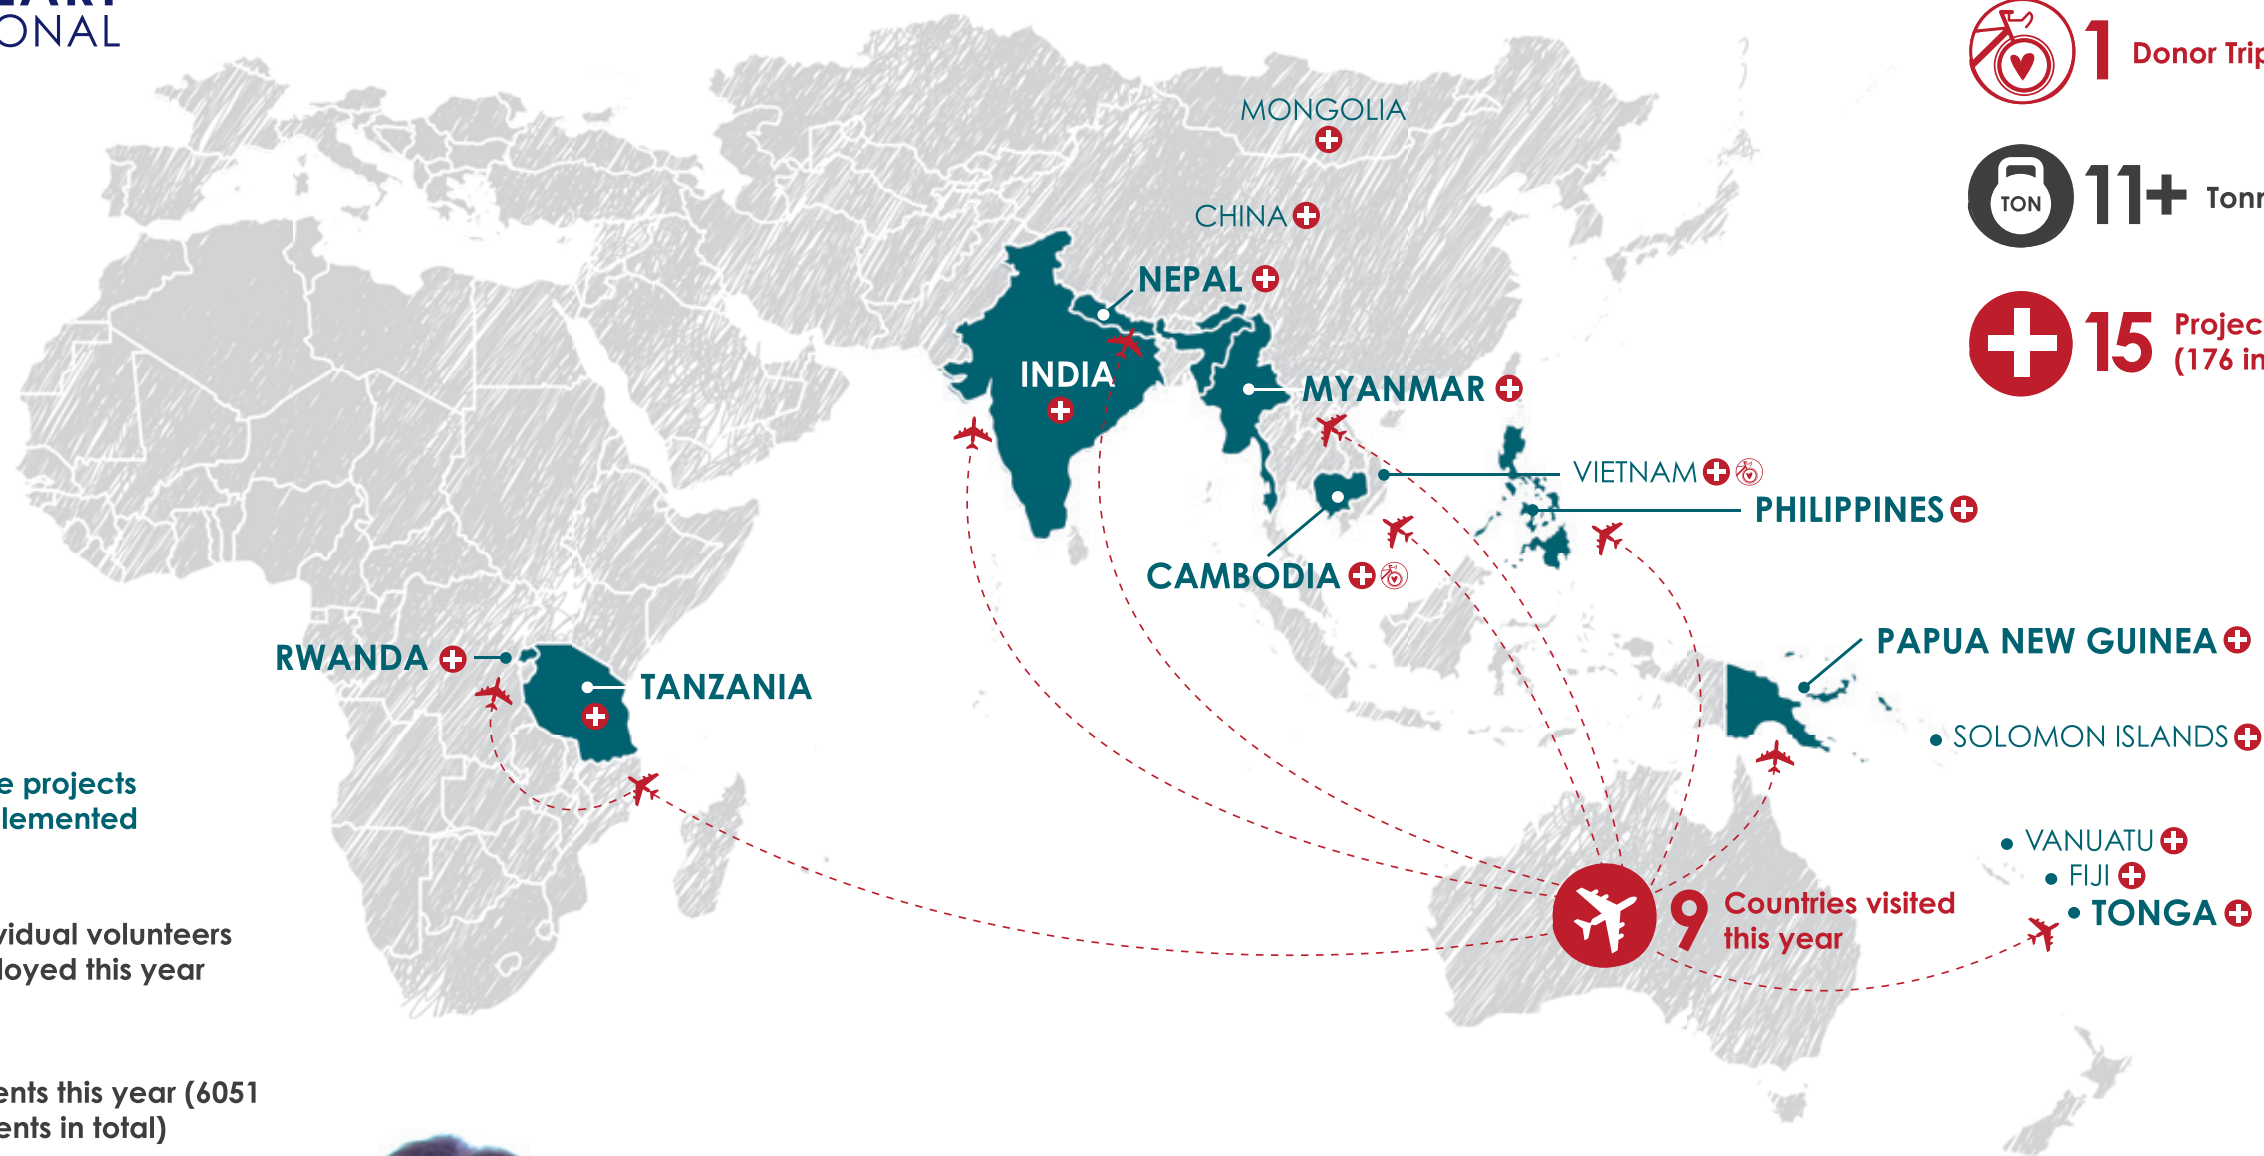 ONAL
1 Donor Trip
TON 11+
15 Projec
(176 in
MONGOLIA
CHINA
NEPAL
INDIA
MYANMAR
VIETNAM
PHILIPPINES
CAMBODIA
RWANDA
TANZANIA
PAPUA NEW GUINEA
SOLOMON ISLANDS
VANUATU
FIJI
TONGA
9 Countries visited
this year
e projects
lemented
vidual volunteers
loyed this year
ents this year (6051
ents in total)